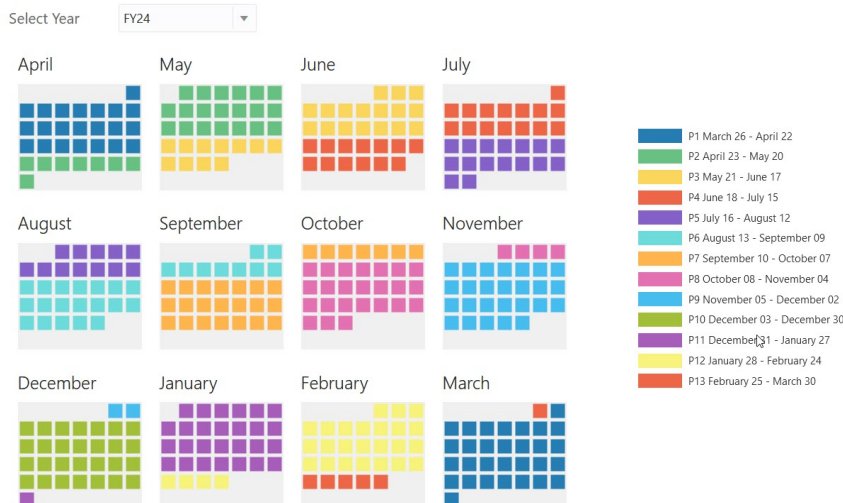 Select Year FY24
April May June July
August September October November
December January February March
P1 March 26 - April 22
P2 April 23 - May 20
P3 May 21 - June 17
P4 June 18 - July 15
P5 July 16 - August 12
P6 August 13 - September 09
P7 September 10 - October 07
P8 October 08 - November 04
P9 November 05 - December 02
P10 December 03 - December 30
P11 December 31 - January 27
P12 January 28 - February 24
P13 February 25 - March 30